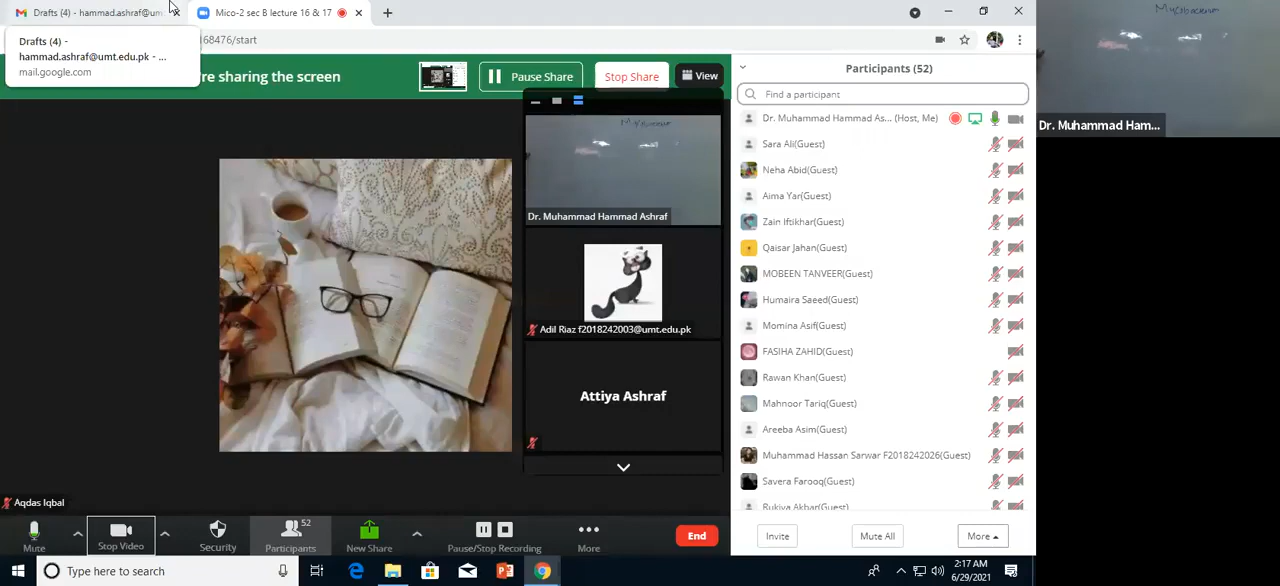 Drafts (4) - hammad.ashraf@um
Mico-2 sec B lecture 16 & 17
Drafts (4) -
hammad.ashraf@umt.edu.pk - ...
mail.google.com
168476/start
're sharing the screen
Pause Share
Stop Share
View
Participants (52)
Find a participant
Dr. Muhammad Hammad As... (Host, Me)
Sara Ali(Guest)
Neha Abid(Guest)
Aima Yar(Guest)
Zain Iftikhar(Guest)
Qaisar Jahan(Guest)
MOBEEN TANVEER(Guest)
Humaira Saeed(Guest)
Momina Asif(Guest)
FASIHA ZAHID(Guest)
Rawan Khan(Guest)
Mahnoor Tariq(Guest)
Areeba Asim(Guest)
Muhammad Hassan Sarwar F2018242026(Guest)
Savera Farooq(Guest)
Rukiya Akbar(Guest)
Dr. Muhammad Hammad Ashraf
Adil Riaz f2018242003@umt.edu.pk
Attiya Ashraf
Dr. Muhammad Ham...
Aqdas Iqbal
Mute
Stop Video
Security
52
Participants
New Share
Pause/Stop Recording
More
End
Invite
Mute All
More
Type here to search
2:17 AM
6/29/2021